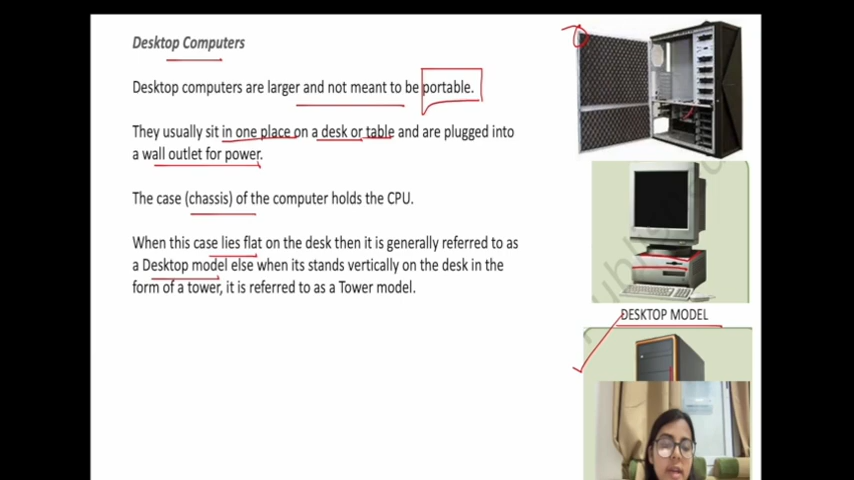 Desktop Computers
Desktop computers are larger and not meant to be portable.
They usually sit in one place on a desk or table and are plugged into
a wall outlet for power.
The case (chassis) of the computer holds the CPU.
When this case lies flat on the desk then it is generally referred to as
a Desktop model else when its stands vertically on the desk in the
form of a tower, it is referred to as a Tower model.
DESKTOP MODEL